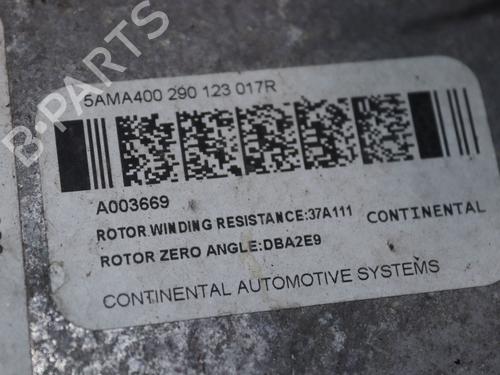 5AMA400 290 123 017R
A003669
ROTOR WINDING RESISTANCE:37A111 CONTINENTAL
ROTOR ZERO ANGLE:DBA2E9
CONTINENTAL AUTOMOTIVE SYSTEMS
B-PARTS